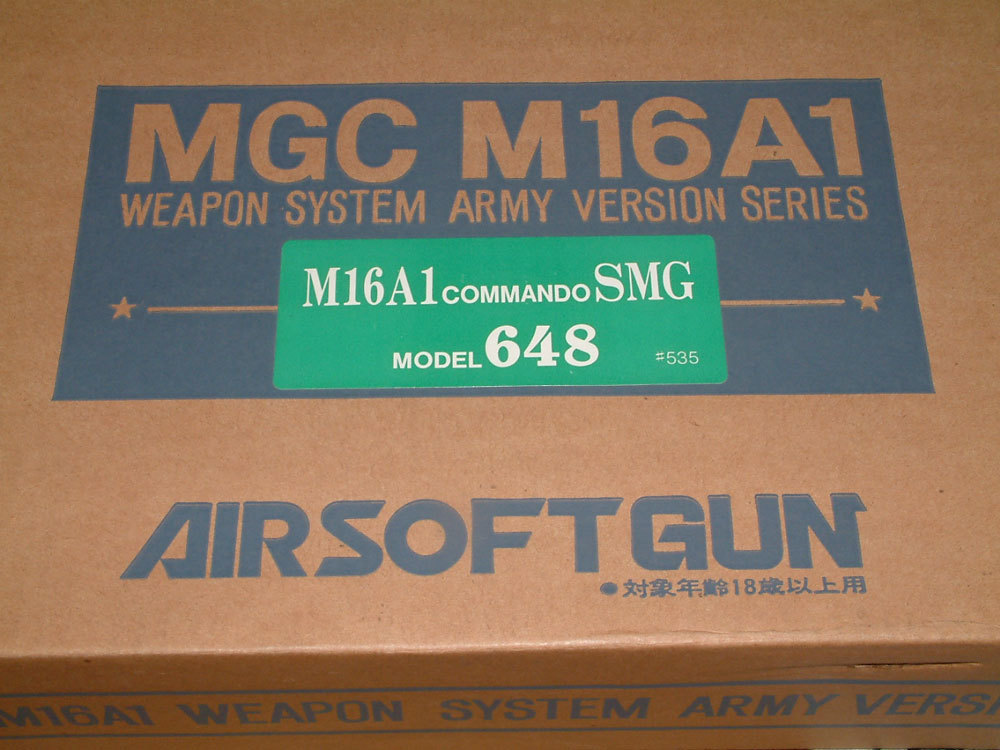 MGC M16A1
WEAPON SYSTEM ARMY VERSION SERIES
M16A1 COMMANDO SMG
MODEL 648 #535
AIRSOFTGUN
●対象年齢18歳以上用
M16A1 WEAPON SYSTEM ARMY VERS